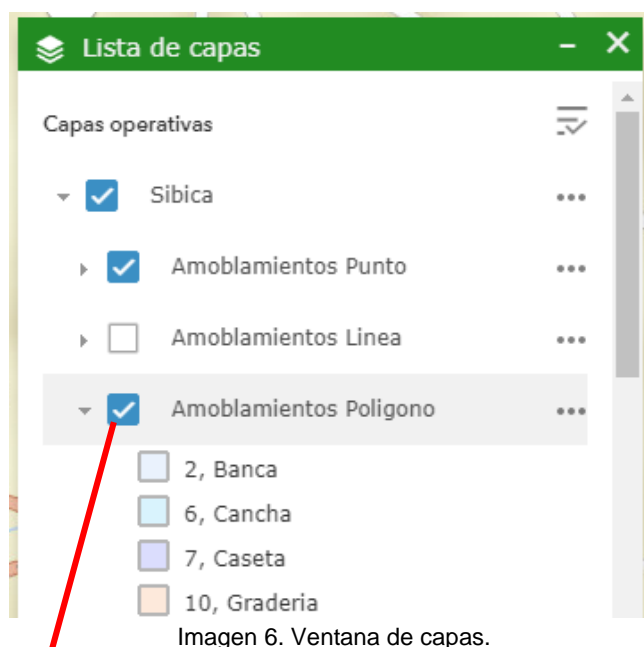 Lista de capas
Capas operativas
Sibica
Amoblamientos Punto
Amoblamientos Linea
Amoblamientos Poligono
2, Banca
6, Cancha
7, Caseta
10, Graderia
Imagen 6. Ventana de capas.